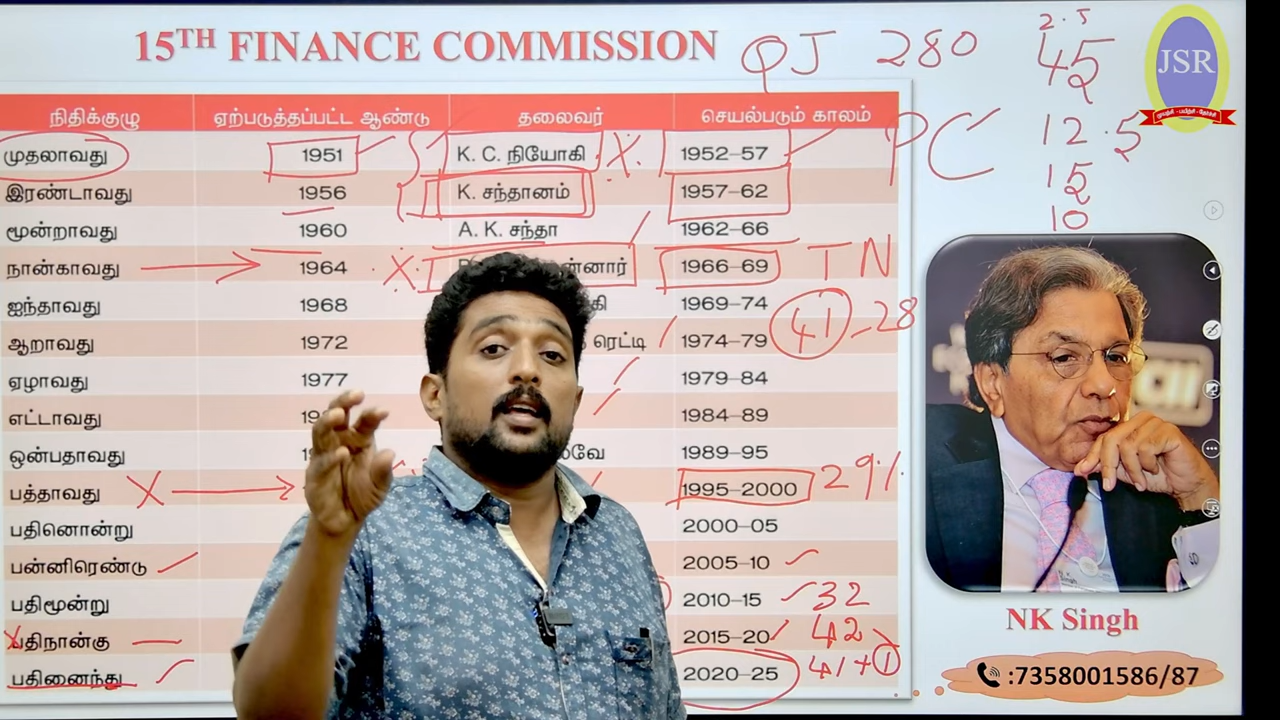 15TH FINANCE COMMISSION
QJ 280
2.5
45
JSR
முயற்சி - பயிற்சி - தேர்ச்சி
நிதிக்குழு ஏற்படுத்தப்பட்ட ஆண்டு தலைவர் செயல்படும் காலம்
PC
12.5
முதலாவது 1951 K. C. நியோகி 1952–57
15
இரண்டாவது 1956 K. சந்தானம் 1957–62
10
மூன்றாவது 1960 A. K. சந்தா 1962–66
நான்காவது 1964 1966–69 TN
ஐந்தாவது 1968 1969–74
41 - 28
ஆறாவது 1972 ரெட்டி 1974–79
ஏழாவது 1977 1979–84
எட்டாவது 1984–89
ஒன்பதாவது 1989–95
பத்தாவது 1995–2000 29%
பதினொன்று 2000–05
பன்னிரெண்டு 2005–10
பதிமூன்று 2010–15 32
பதிநான்கு 2015–20 42
பதினைந்து 2020–25 41+1
NK Singh
:7358001586/87